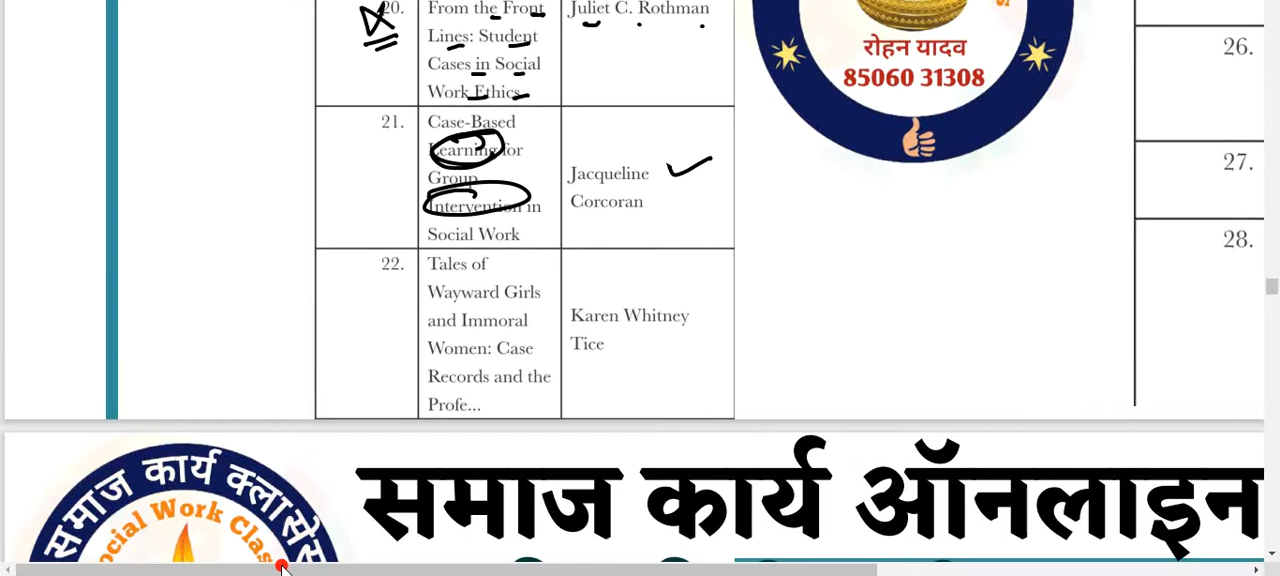 20.
From the Front
Lines: Student
Cases in Social
Work Ethics
Juliet C. Rothman
रोहन यादव
85060 31308
26.
21.
Case-Based
Learning for
Group
Intervention in
Social Work
Jacqueline
Corcoran
27.
28.
22.
Tales of
Wayward Girls
and Immoral
Women: Case
Records and the
Profe...
Karen Whitney
Tice
समाज कार्य क्लासेस
ocial Work Clas
समाज कार्य ऑनलाइन